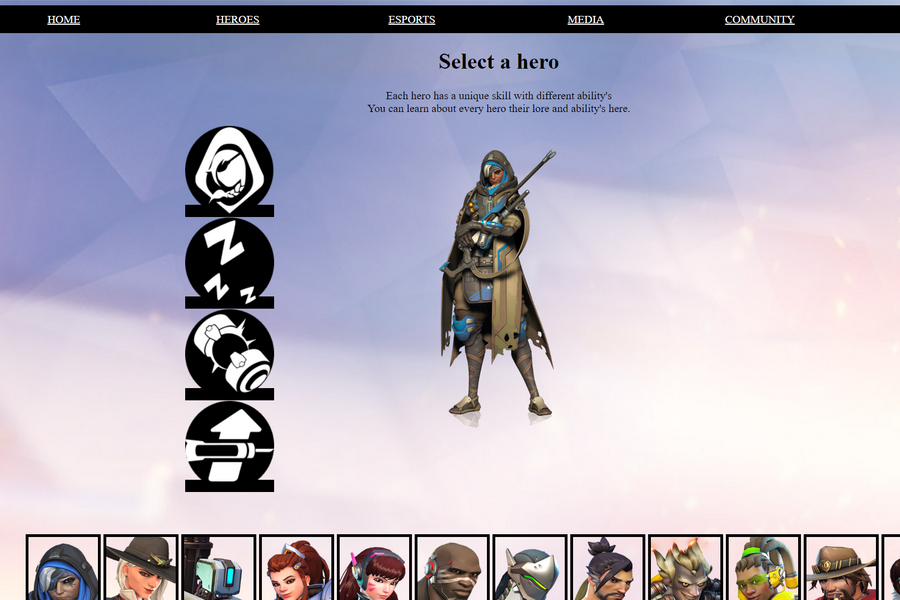 HOME HEROES ESPORTS MEDIA COMMUNITY
Select a hero
Each hero has a unique skill with different ability's
You can learn about every hero their lore and ability's here.
Z
Z
Z